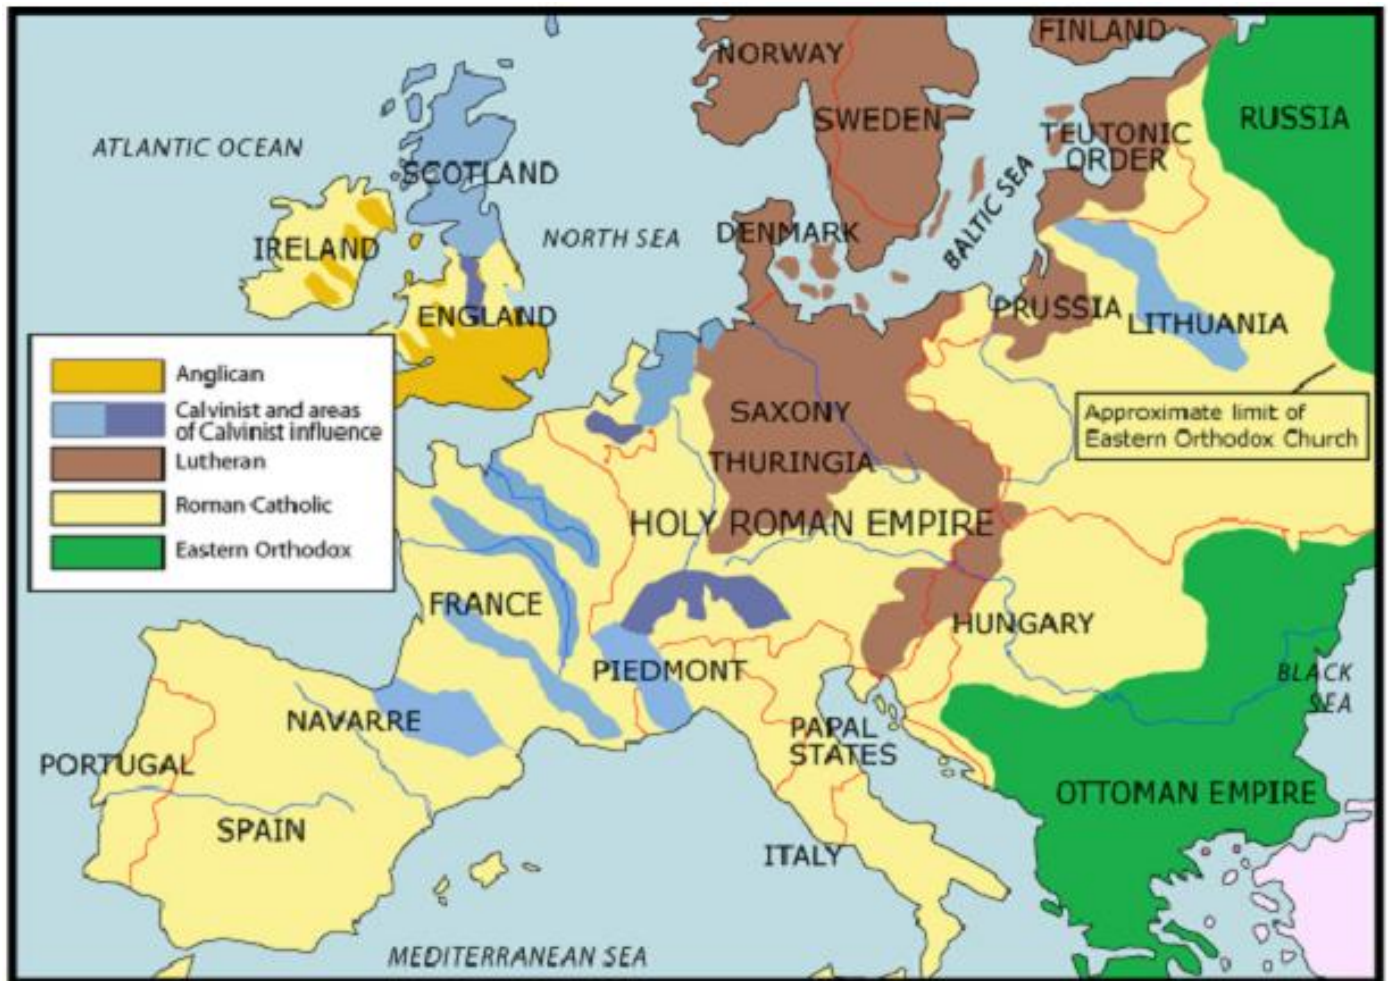 NORWAY
FINLAND
SWEDEN
RUSSIA
TEUTONIC
ORDER
ATLANTIC OCEAN
SCOTLAND
NORTH SEA
DENMARK
BALTIC SEA
IRELAND
ENGLAND
PRUSSIA
LITHUANIA
Anglican
Calvinist and areas
of Calvinist influence
Lutheran
Roman Catholic
Eastern Orthodox
SAXONY
THURINGIA
HOLY ROMAN EMPIRE
Approximate limit of
Eastern Orthodox Church
FRANCE
HUNGARY
PIEDMONT
BLACK
SEA
NAVARRE
PAPAL
STATES
PORTUGAL
SPAIN
ITALY
OTTOMAN EMPIRE
MEDITERRANEAN SEA